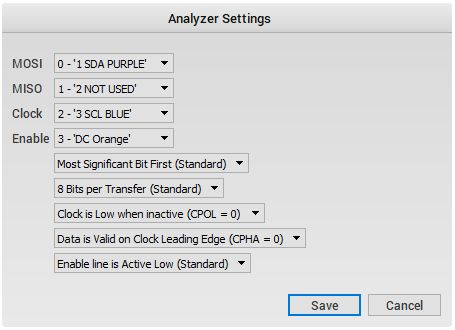 Analyzer Settings
MOSI 0 - '1 SDA PURPLE'
MISO 1 - '2 NOT USED'
Clock 2 - '3 SCL BLUE'
Enable 3 - 'DC Orange'
Most Significant Bit First (Standard)
8 Bits per Transfer (Standard)
Clock is Low when inactive (CPOL = 0)
Data is Valid on Clock Leading Edge (CPHA = 0)
Enable line is Active Low (Standard)
Save Cancel